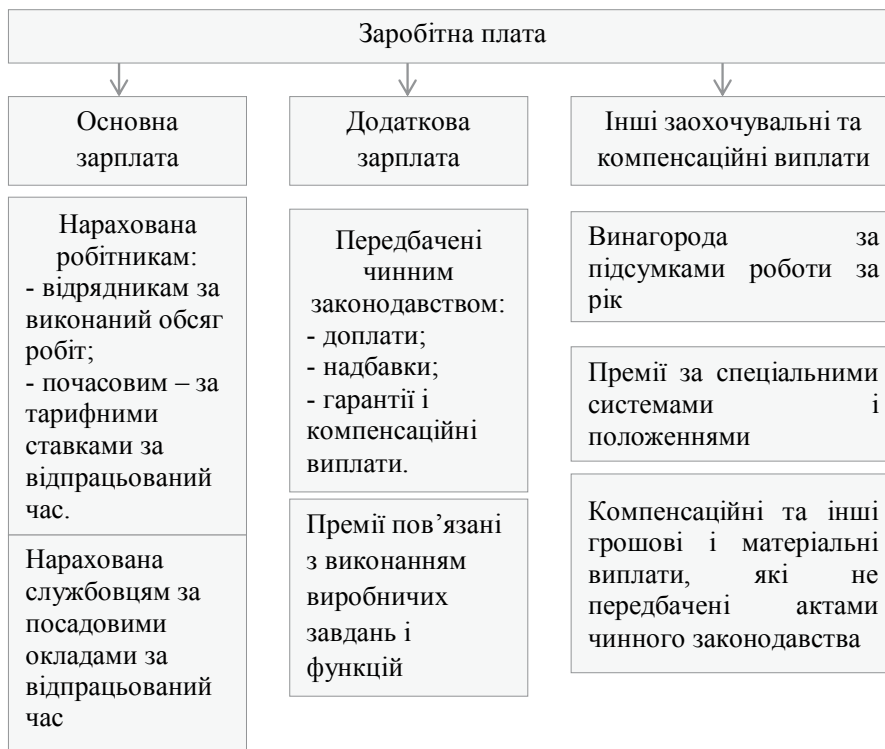 Заробітна плата
Основна
зарплата
Додаткова
зарплата
Інші заохочувальні та
компенсаційні виплати
Нарахована
робітникам:
- відрядникам за
виконаний обсяг
робіт;
- почасовим – за
тарифними
ставками за
відпрацьований
час.
Нарахована
службовцям за
посадовими
окладами за
відпрацьований
час
Передбачені
чинним
законодавством:
- доплати;
- надбавки;
- гарантії і
компенсаційні
виплати.
Премії пов’язані
з виконанням
виробничих
завдань і
функцій
Винагорода за
підсумками роботи за
рік
Премії за спеціальними
системами і
положеннями
Компенсаційні та інші
грошові і матеріальні
виплати, які не
передбачені актами
чинного законодавства